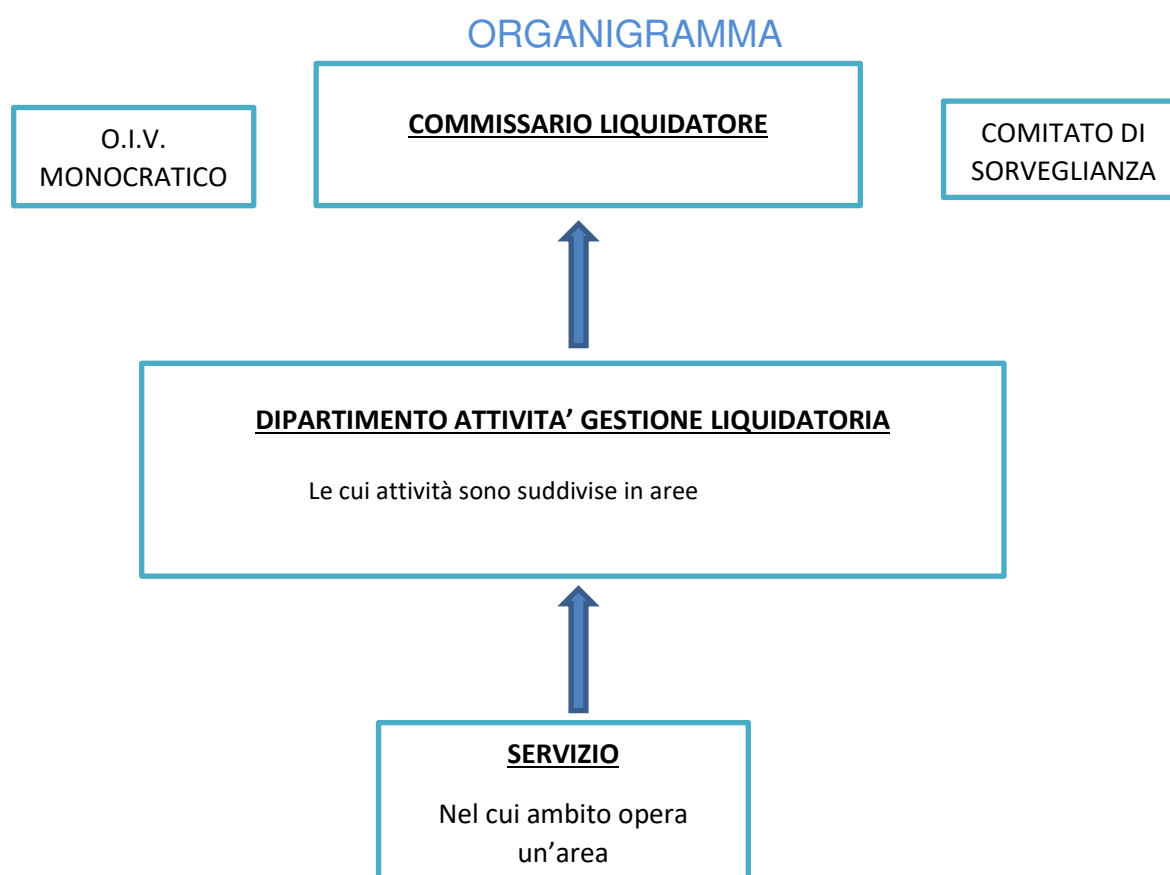 ORGANIGRAMMA
O.I.V.
MONOCRATICO
COMMISSARIO LIQUIDATORE
COMITATO DI
SORVEGLIANZA
DIPARTIMENTO ATTIVITA’ GESTIONE LIQUIDATORIA
Le cui attività sono suddivise in aree
SERVIZIO
Nel cui ambito opera
un’area